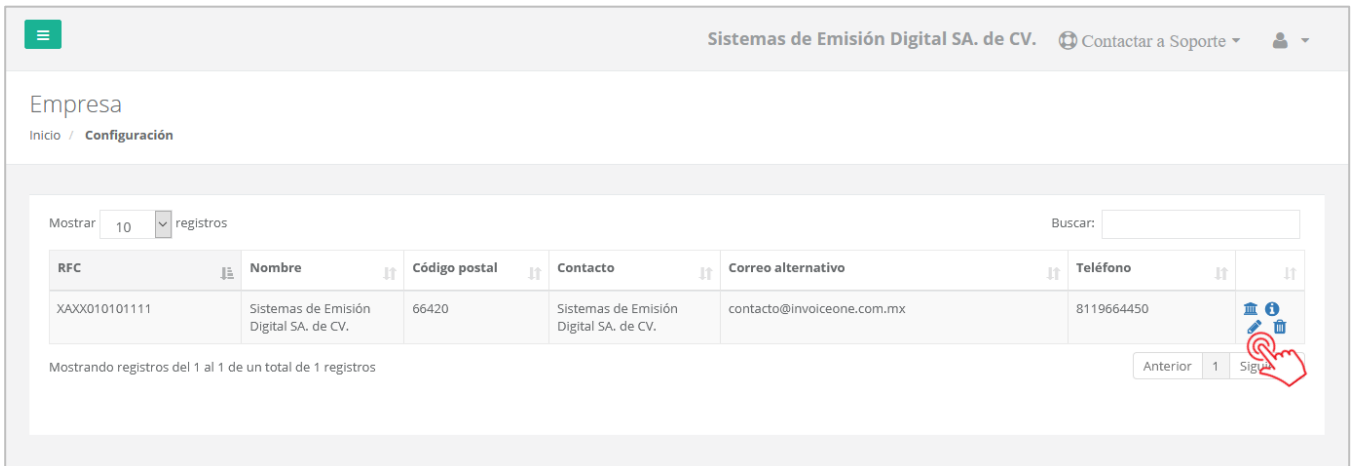 Sistemas de Emisión Digital SA. de CV. Contactar a Soporte
Empresa
Inicio / Configuración
Mostrar 10 registros Buscar:
RFC Nombre Código postal Contacto Correo alternativo Teléfono
XAXX010101111 Sistemas de Emisión 66420 Sistemas de Emisión contacto@invoiceone.com.mx 8119664450
Digital SA. de CV. Digital SA. de CV.
Mostrando registros del 1 al 1 de un total de 1 registros Anterior 1